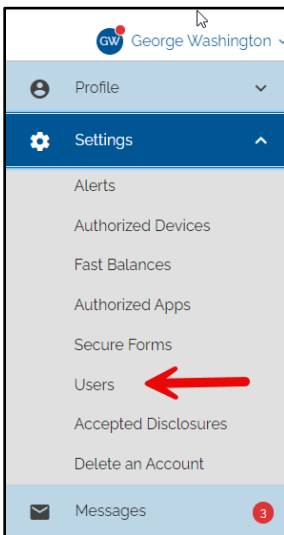 GW George Washington
Profile
Settings
Alerts
Authorized Devices
Fast Balances
Authorized Apps
Secure Forms
Users
Accepted Disclosures
Delete an Account
Messages 3